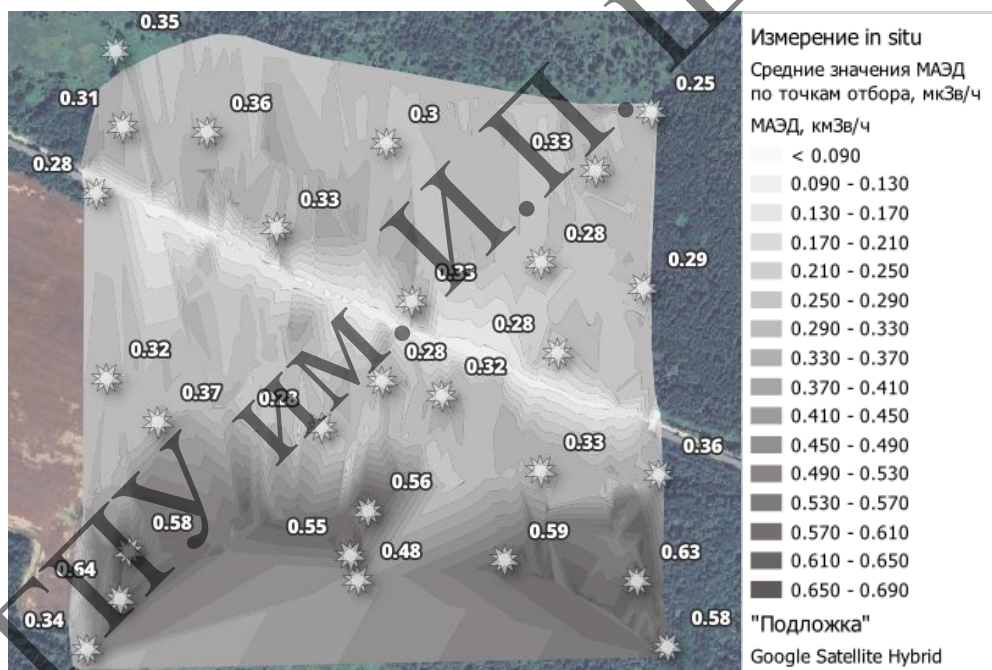 0.35
0.25
0.31
0.36
0.3
0.33
0.28
0.33
0.28
0.29
0.33
0.28
0.28
0.32
0.32
0.37
0.28
0.33
0.36
0.56
0.58
0.55
0.59
0.48
0.63
0.64
0.34
0.58
ГГПУ им. И.П.
Измерение in situ
Средние значения МАЭД
по точкам отбора, мкЗв/ч
МАЭД, кмЗв/ч
< 0.090
0.090 - 0.130
0.130 - 0.170
0.170 - 0.210
0.210 - 0.250
0.250 - 0.290
0.290 - 0.330
0.330 - 0.370
0.370 - 0.410
0.410 - 0.450
0.450 - 0.490
0.490 - 0.530
0.530 - 0.570
0.570 - 0.610
0.610 - 0.650
0.650 - 0.690
"Подложка"
Google Satellite Hybrid